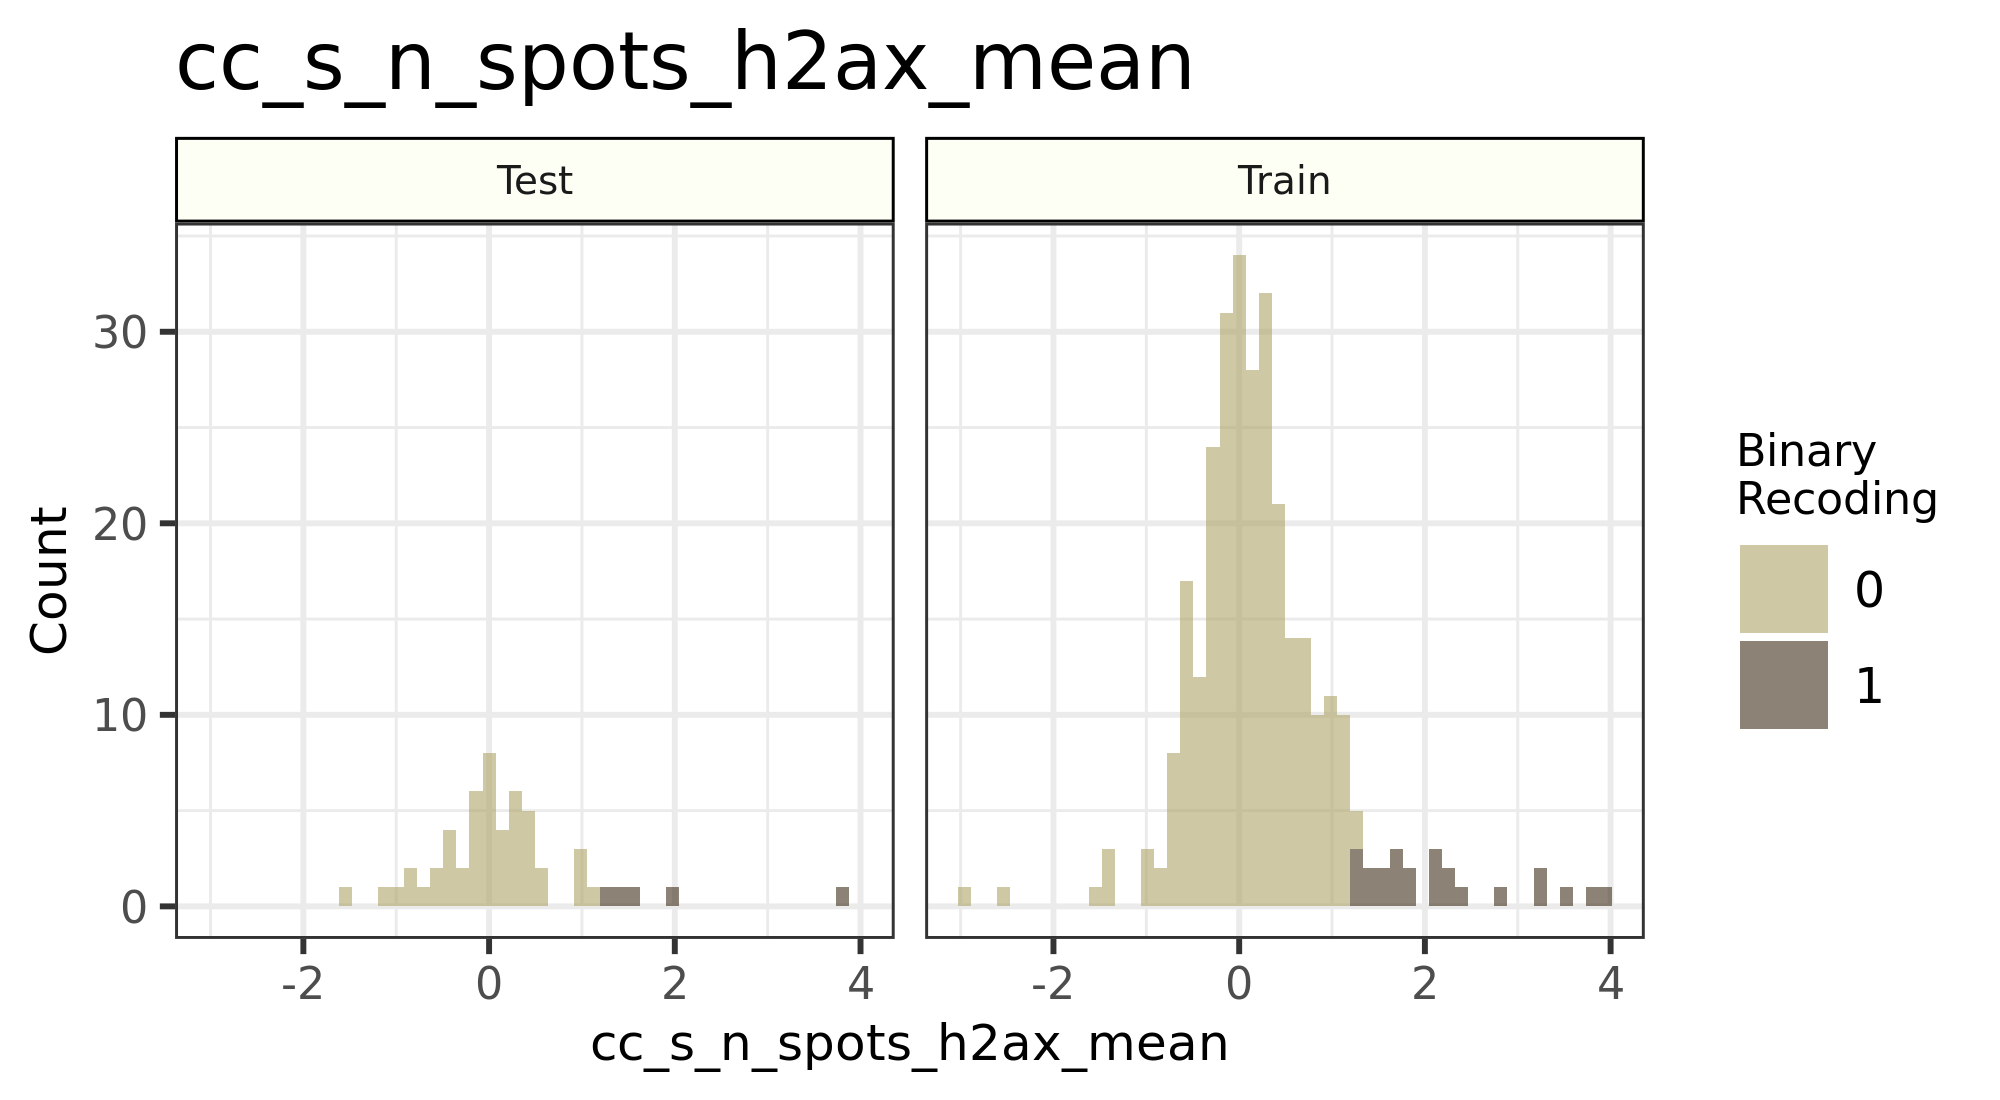 cc_s_n_spots_h2ax_mean
Test
Train
30
20
10
0
Count
-2
0
2
4
-2
0
2
4
cc_s_n_spots_h2ax_mean
Binary
Recoding
0
1